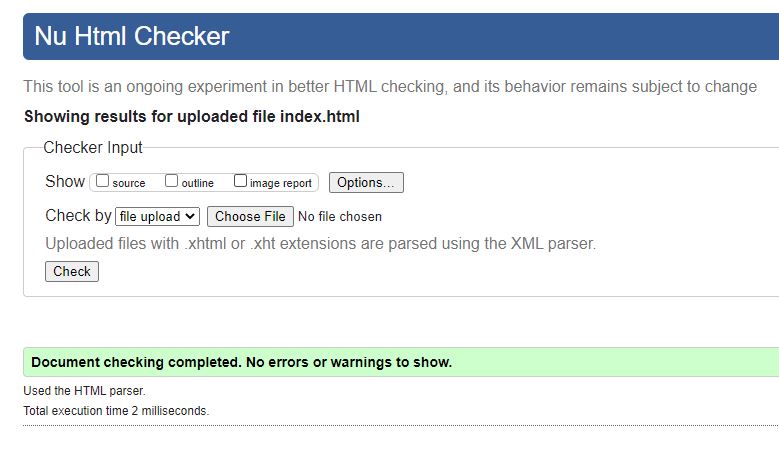 Nu Html Checker
This tool is an ongoing experiment in better HTML checking, and its behavior remains subject to change
Showing results for uploaded file index.html
Checker Input
Show source outline image report Options...
Check by file upload Choose File No file chosen
Uploaded files with .xhtml or .xht extensions are parsed using the XML parser.
Check
Document checking completed. No errors or warnings to show.
Used the HTML parser.
Total execution time 2 milliseconds.